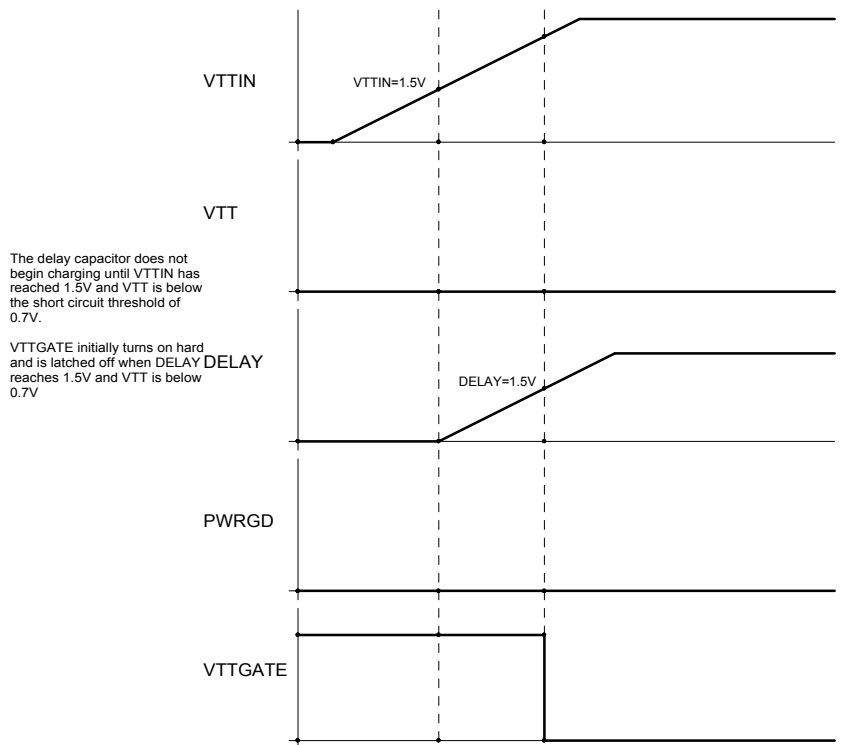 VTTIN
VTTIN=1.5V
VTT
The delay capacitor does not
begin charging until VTTIN has
reached 1.5V and VTT is below
the short circuit threshold of
0.7V.
VTTGATE initially turns on hard
and is latched off when DELAY
reaches 1.5V and VTT is below
0.7V
DELAY
DELAY=1.5V
PWRGD
VTTGATE